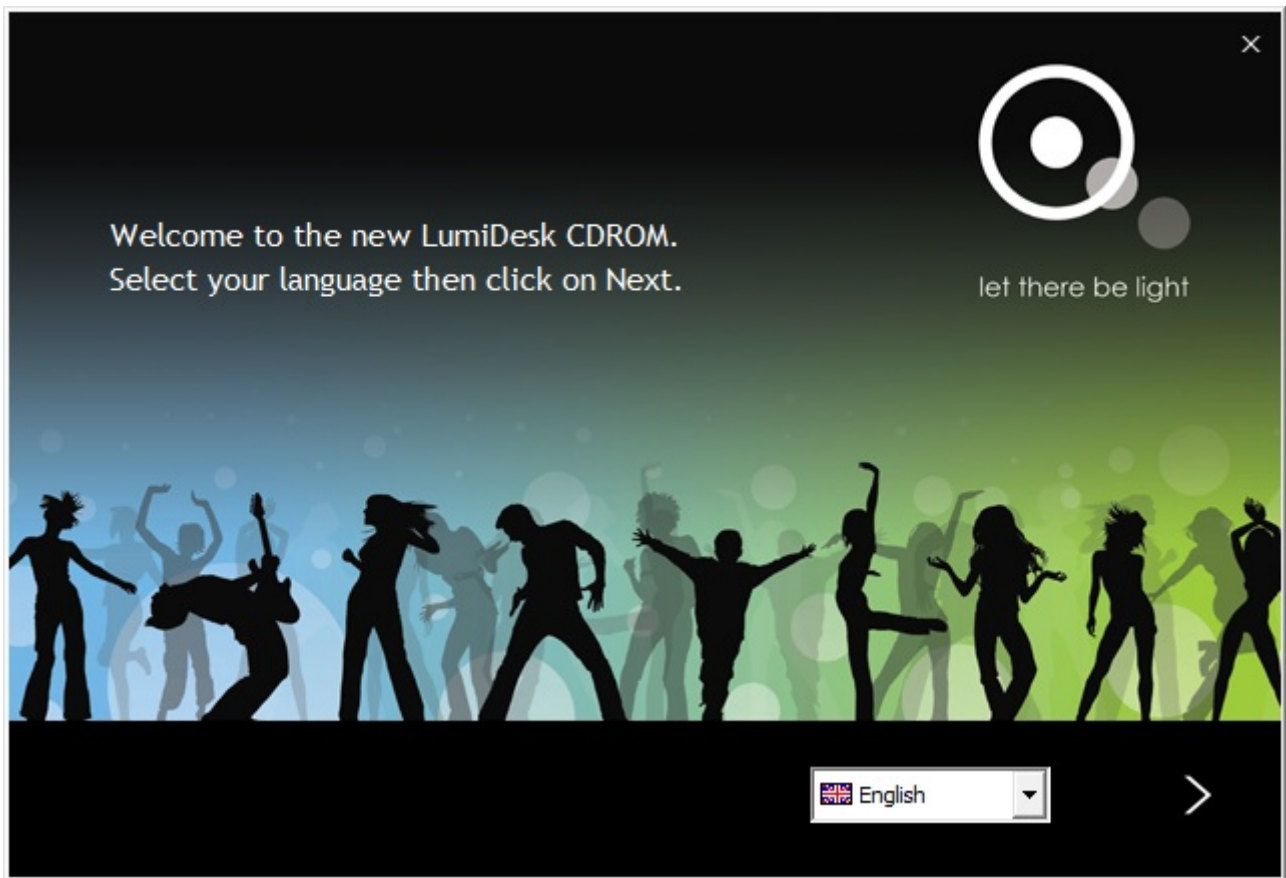 Welcome to the new LumiDesk CDROM.
Select your language then click on Next.
let there be light
English